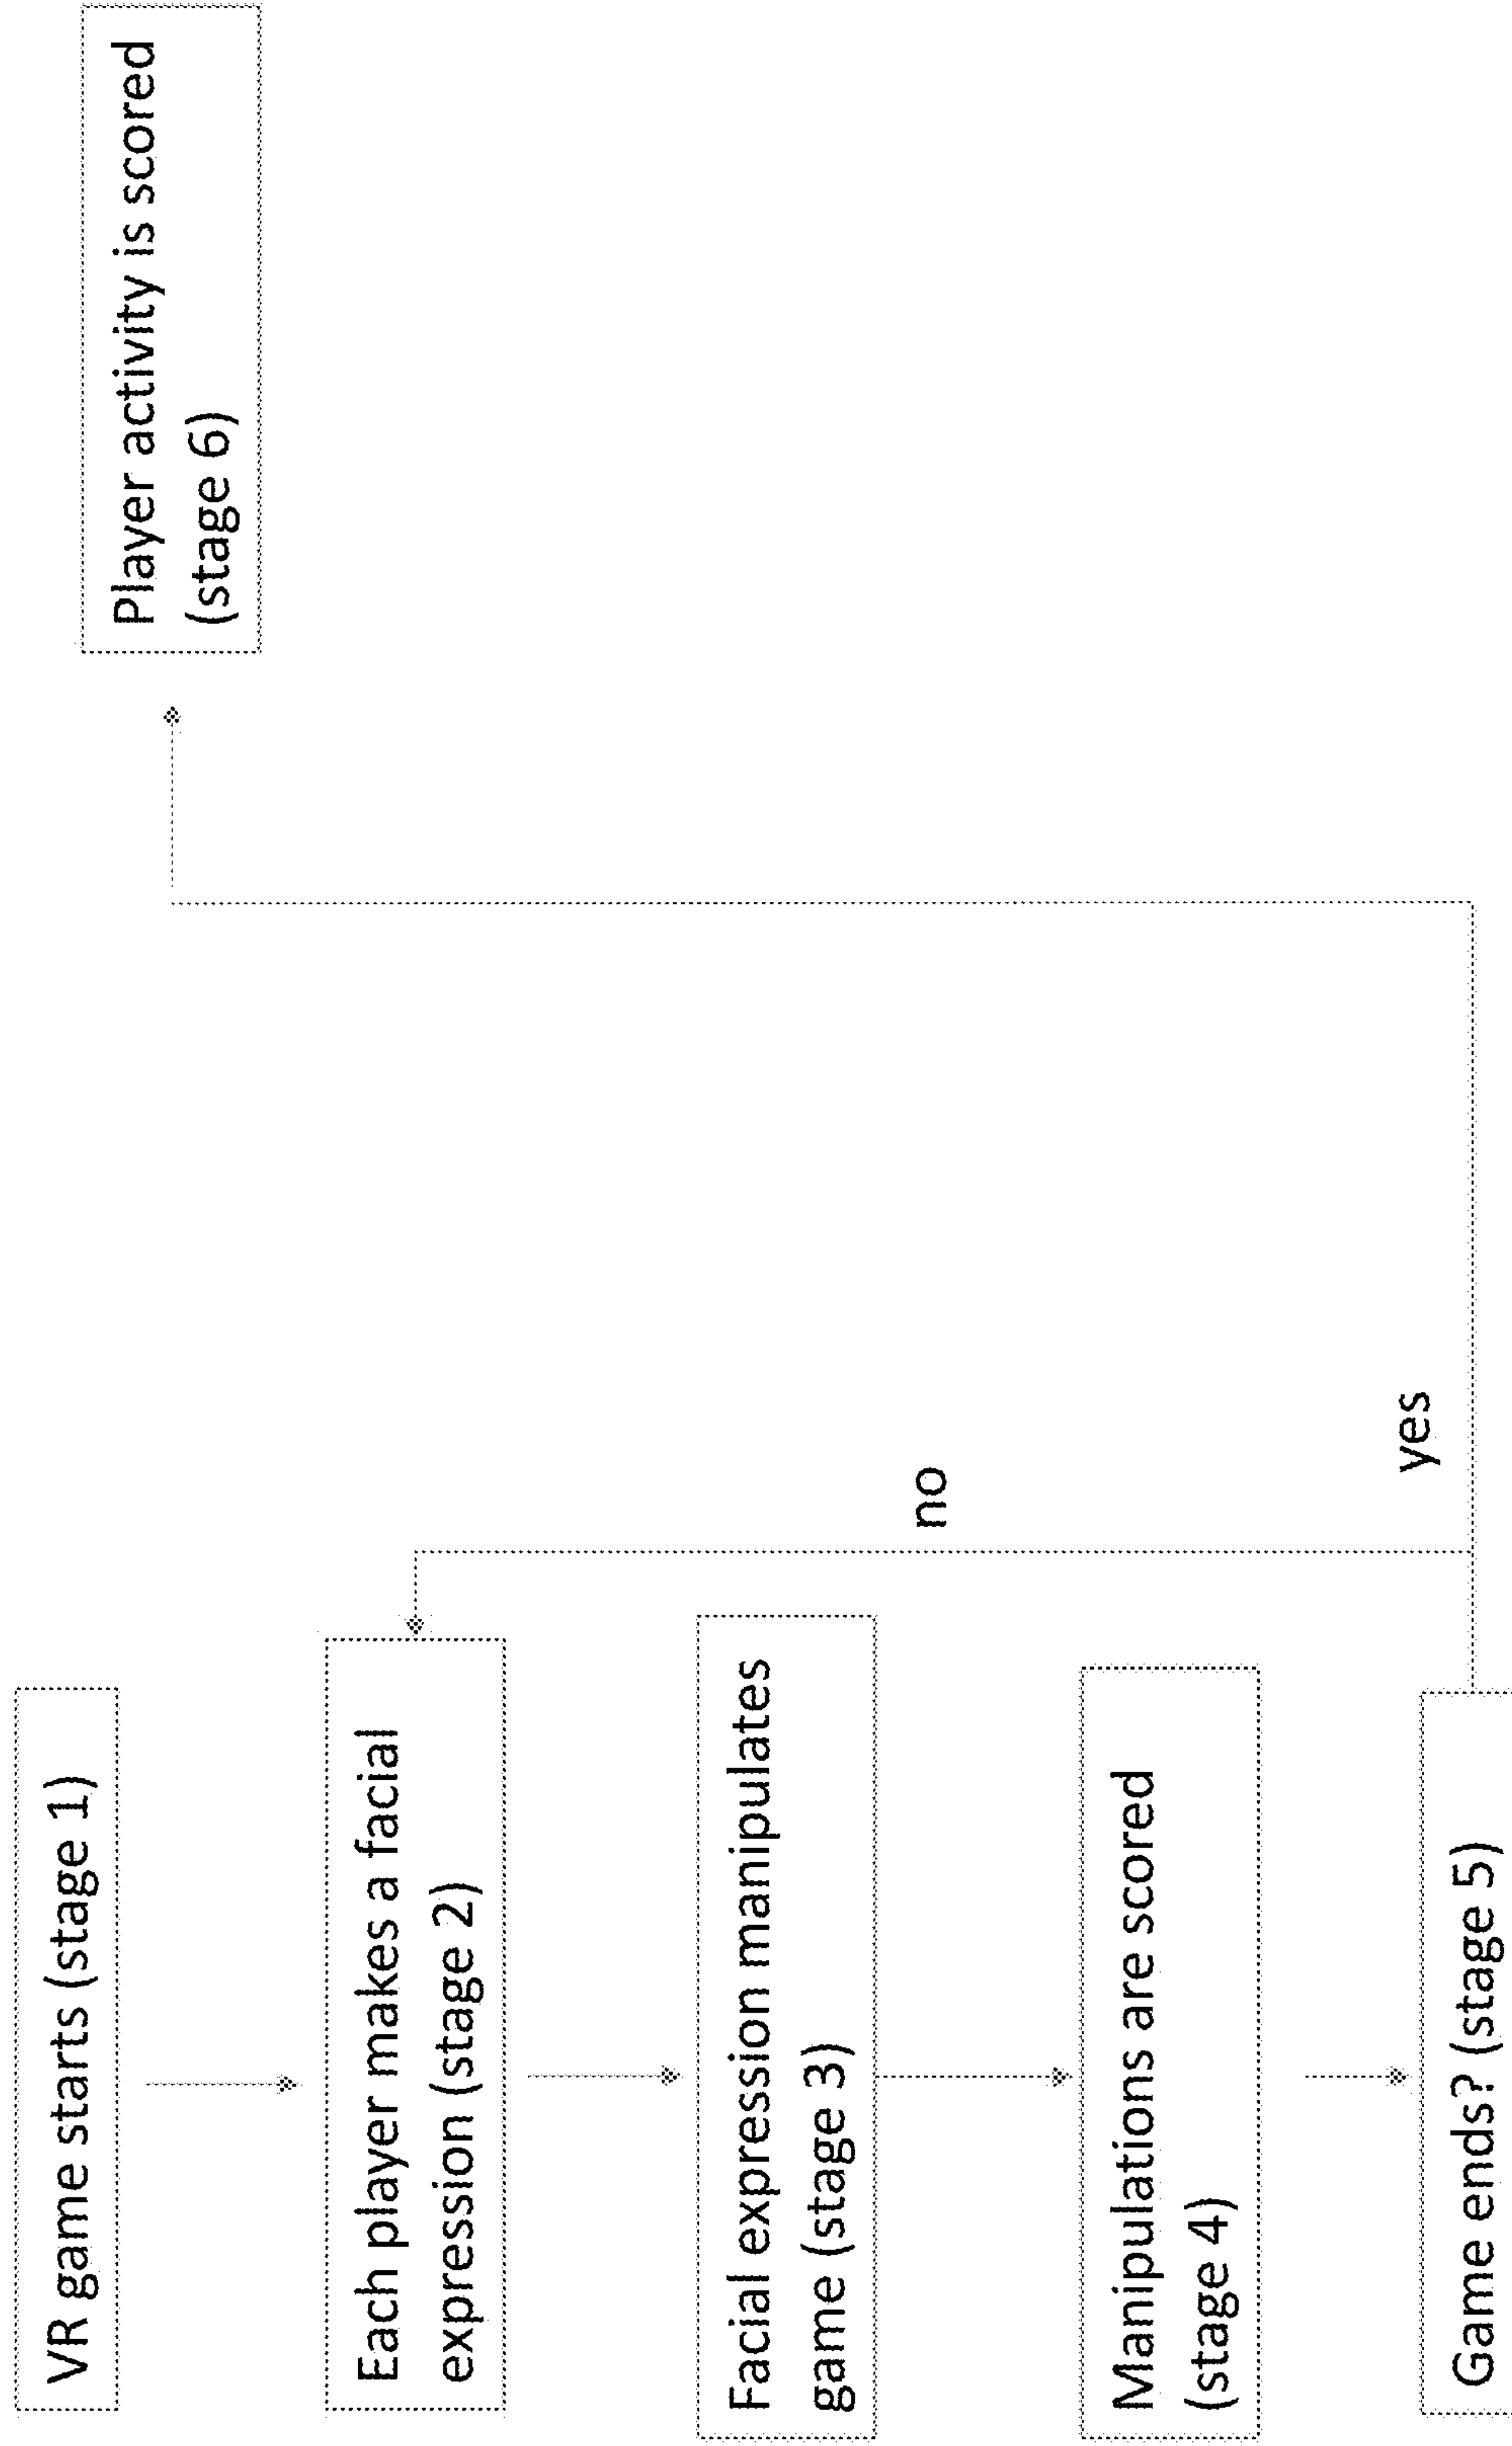 VR game starts (stage 1)
Each player makes a facial
expression (stage 2)
Facial expression manipulates
game (stage 3)
Manipulations are scored
(stage 4)
Game ends? (stage 5)
no
yes
Player activity is scored
(stage 6)